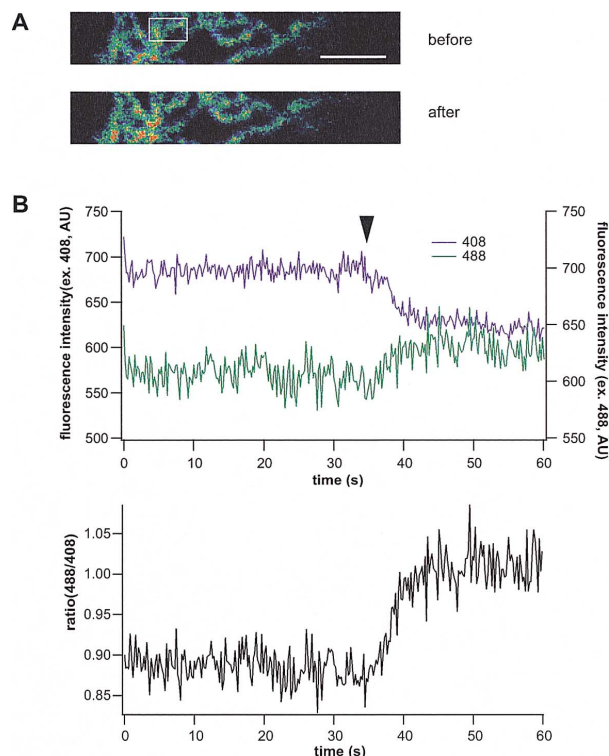 A
before
after
B
750
700
650
600
550
500
fluorescence intensity(ex. 408, AU)
408
488
750
700
650
600
550
fluorescence intensity (ex. 488, AU)
0 10 20 30 40 50 60
time (s)
1.05
1.00
0.95
0.90
0.85
ratio(488/408)
0 10 20 30 40 50 60
time (s)